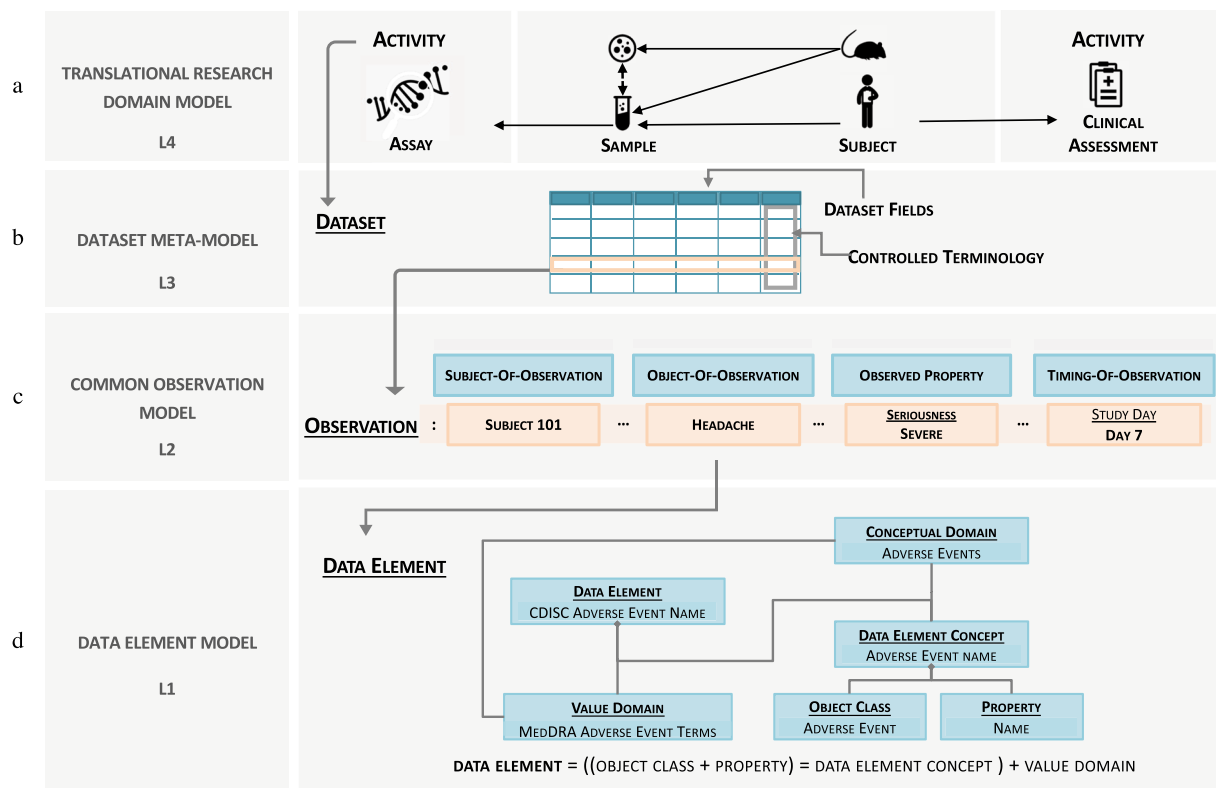 a
TRANSLATIONAL RESEARCH
DOMAIN MODEL
L4
ACTIVITY
ASSAY
SAMPLE
SUBJECT
ACTIVITY
CLINICAL
ASSESSMENT
b
DATASET META-MODEL
L3
DATASET
DATASET FIELDS
CONTROLLED TERMINOLOGY
c
COMMON OBSERVATION
MODEL
L2
SUBJECT-OF-OBSERVATION
OBJECT-OF-OBSERVATION
OBSERVED PROPERTY
TIMING-OF-OBSERVATION
OBSERVATION :
SUBJECT 101
...
HEADACHE
...
SERIOUSNESS
SEVERE
...
STUDY DAY
DAY 7
d
DATA ELEMENT MODEL
L1
DATA ELEMENT
CONCEPTUAL DOMAIN
ADVERSE EVENTS
DATA ELEMENT
CDISC ADVERSE EVENT NAME
DATA ELEMENT CONCEPT
ADVERSE EVENT NAME
VALUE DOMAIN
MEDDRA ADVERSE EVENT TERMS
OBJECT CLASS
ADVERSE EVENT
PROPERTY
NAME
DATA ELEMENT = ((OBJECT CLASS + PROPERTY) = DATA ELEMENT CONCEPT ) + VALUE DOMAIN